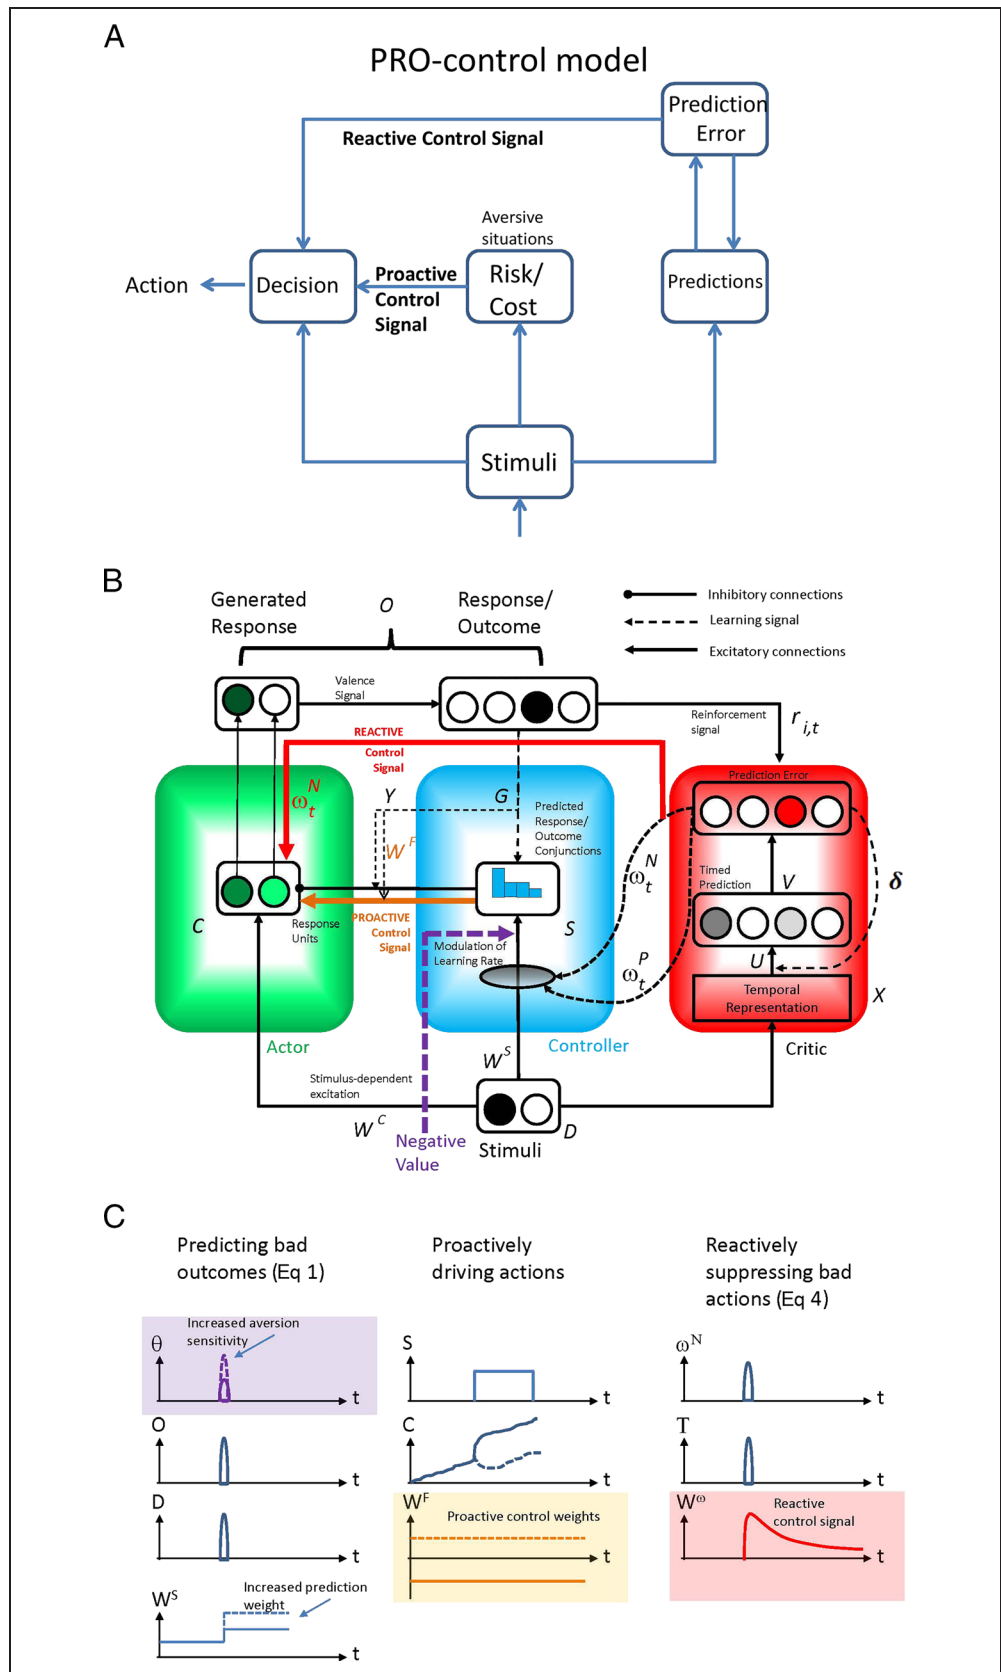 A
PRO-control model
Prediction
Error
Reactive Control Signal
Aversive
situations
Action
Decision
Proactive
Control
Signal
Risk/
Cost
Predictions
Stimuli
B
Generated
Response
O
Response/
Outcome
Inhibitory connections
Learning signal
Excitatory connections
Valence
Signal
Reinforcement
signal
r i,t
REACTIVE
Control
Signal
Prediction Error
ω t N
Y
G
Predicted
Response/
Outcome
Conjunctions
W F
ω t N
Timed
Prediction
V
δ
C
Response
Units
PROACTIVE
Control
Signal
S
Modulation of
Learning Rate
ω t P
U
Temporal
Representation
X
Actor
Controller
Critic
W S
Stimulus-dependent
excitation
W C
Negative
Value
Stimuli
D
C
Predicting bad
outcomes (Eq 1)
Proactively
driving actions
Reactively
suppressing bad
actions (Eq 4)
Increased aversion
sensitivity
θ
t
S
t
ω N
t
O
t
C
t
T
t
D
t
W F
Proactive control weights
t
W ω
Reactive
control signal
t
W S
Increased prediction
weight
t